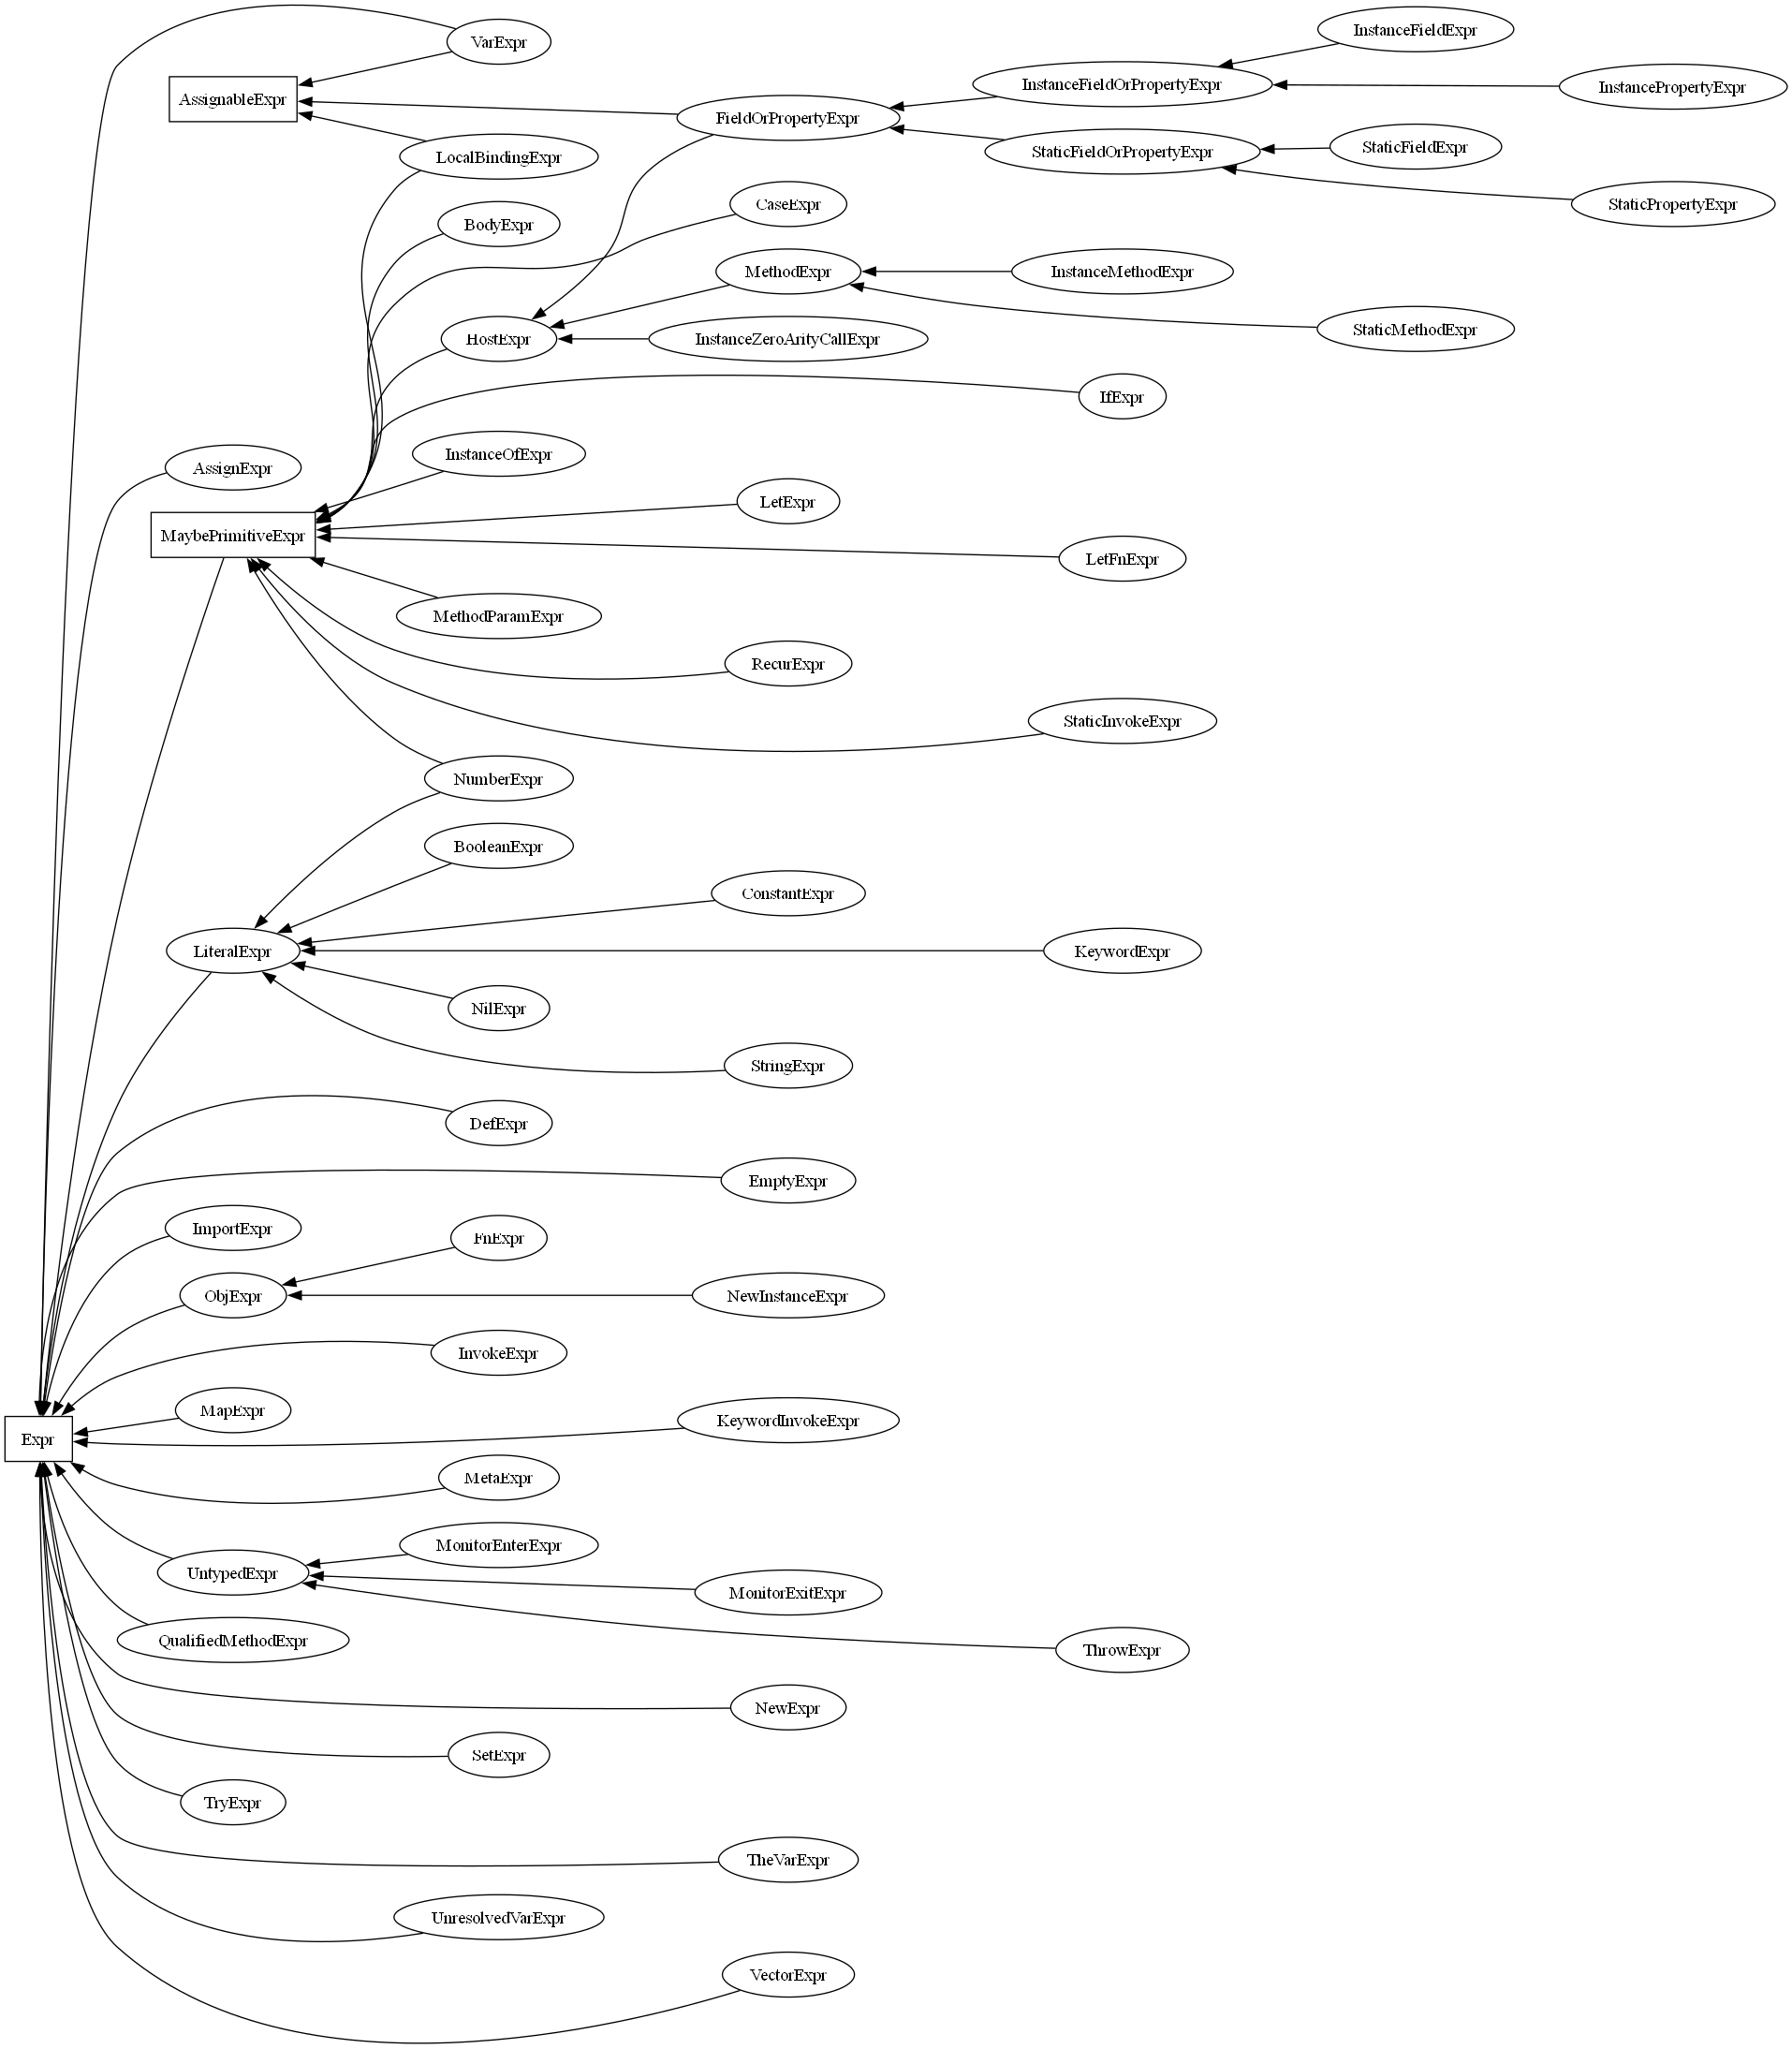 InstanceFieldExpr
VarExpr
InstanceFieldOrPropertyExpr
InstancePropertyExpr
AssignableExpr
FieldOrPropertyExpr
StaticFieldExpr
StaticFieldOrPropertyExpr
LocalBindingExpr
CaseExpr
StaticPropertyExpr
BodyExpr
MethodExpr
InstanceMethodExpr
StaticMethodExpr
HostExpr
InstanceZeroArityCallExpr
IfExpr
InstanceOfExpr
AssignExpr
LetExpr
MaybePrimitiveExpr
LetFnExpr
MethodParamExpr
RecurExpr
StaticInvokeExpr
NumberExpr
BooleanExpr
ConstantExpr
LiteralExpr
KeywordExpr
NilExpr
StringExpr
DefExpr
EmptyExpr
ImportExpr
FnExpr
ObjExpr
NewInstanceExpr
InvokeExpr
MapExpr
KeywordInvokeExpr
Expr
MetaExpr
MonitorEnterExpr
UntypedExpr
MonitorExitExpr
QualifiedMethodExpr
ThrowExpr
NewExpr
SetExpr
TryExpr
TheVarExpr
UnresolvedVarExpr
VectorExpr